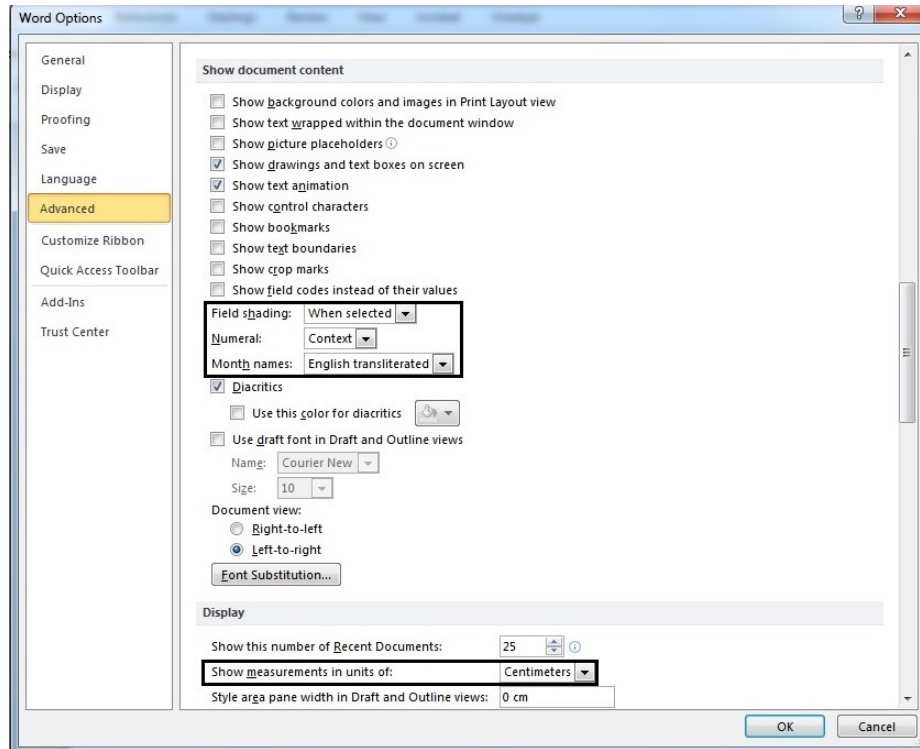 Word Options
References Mailings Review View Acrobat
General
Display
Proofing
Save
Language
Advanced
Customize Ribbon
Quick Access Toolbar
Add-Ins
Trust Center
Show document content
Show background colors and images in Print Layout view
Show text wrapped within the document window
Show picture placeholders
Show drawings and text boxes on screen
Show text animation
Show control characters
Show bookmarks
Show text boundaries
Show crop marks
Show field codes instead of their values
Field shading: When selected
Numeral: Context
Month names: English transliterated
Diacritics
Use this color for diacritics
Use draft font in Draft and Outline views
Name: Courier New
Size: 10
Document view:
Right-to-left
Left-to-right
Font Substitution...
Display
Show this number of Recent Documents: 25
Show measurements in units of: Centimeters
Style area pane width in Draft and Outline views: 0 cm
OK Cancel